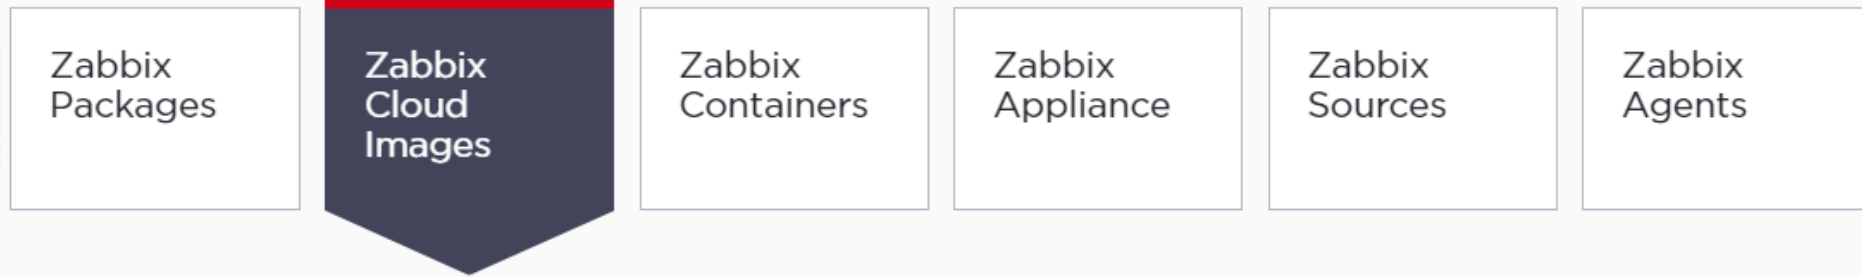 Zabbix
Packages
Zabbix
Cloud
Images
Zabbix
Containers
Zabbix
Appliance
Zabbix
Sources
Zabbix
Agents